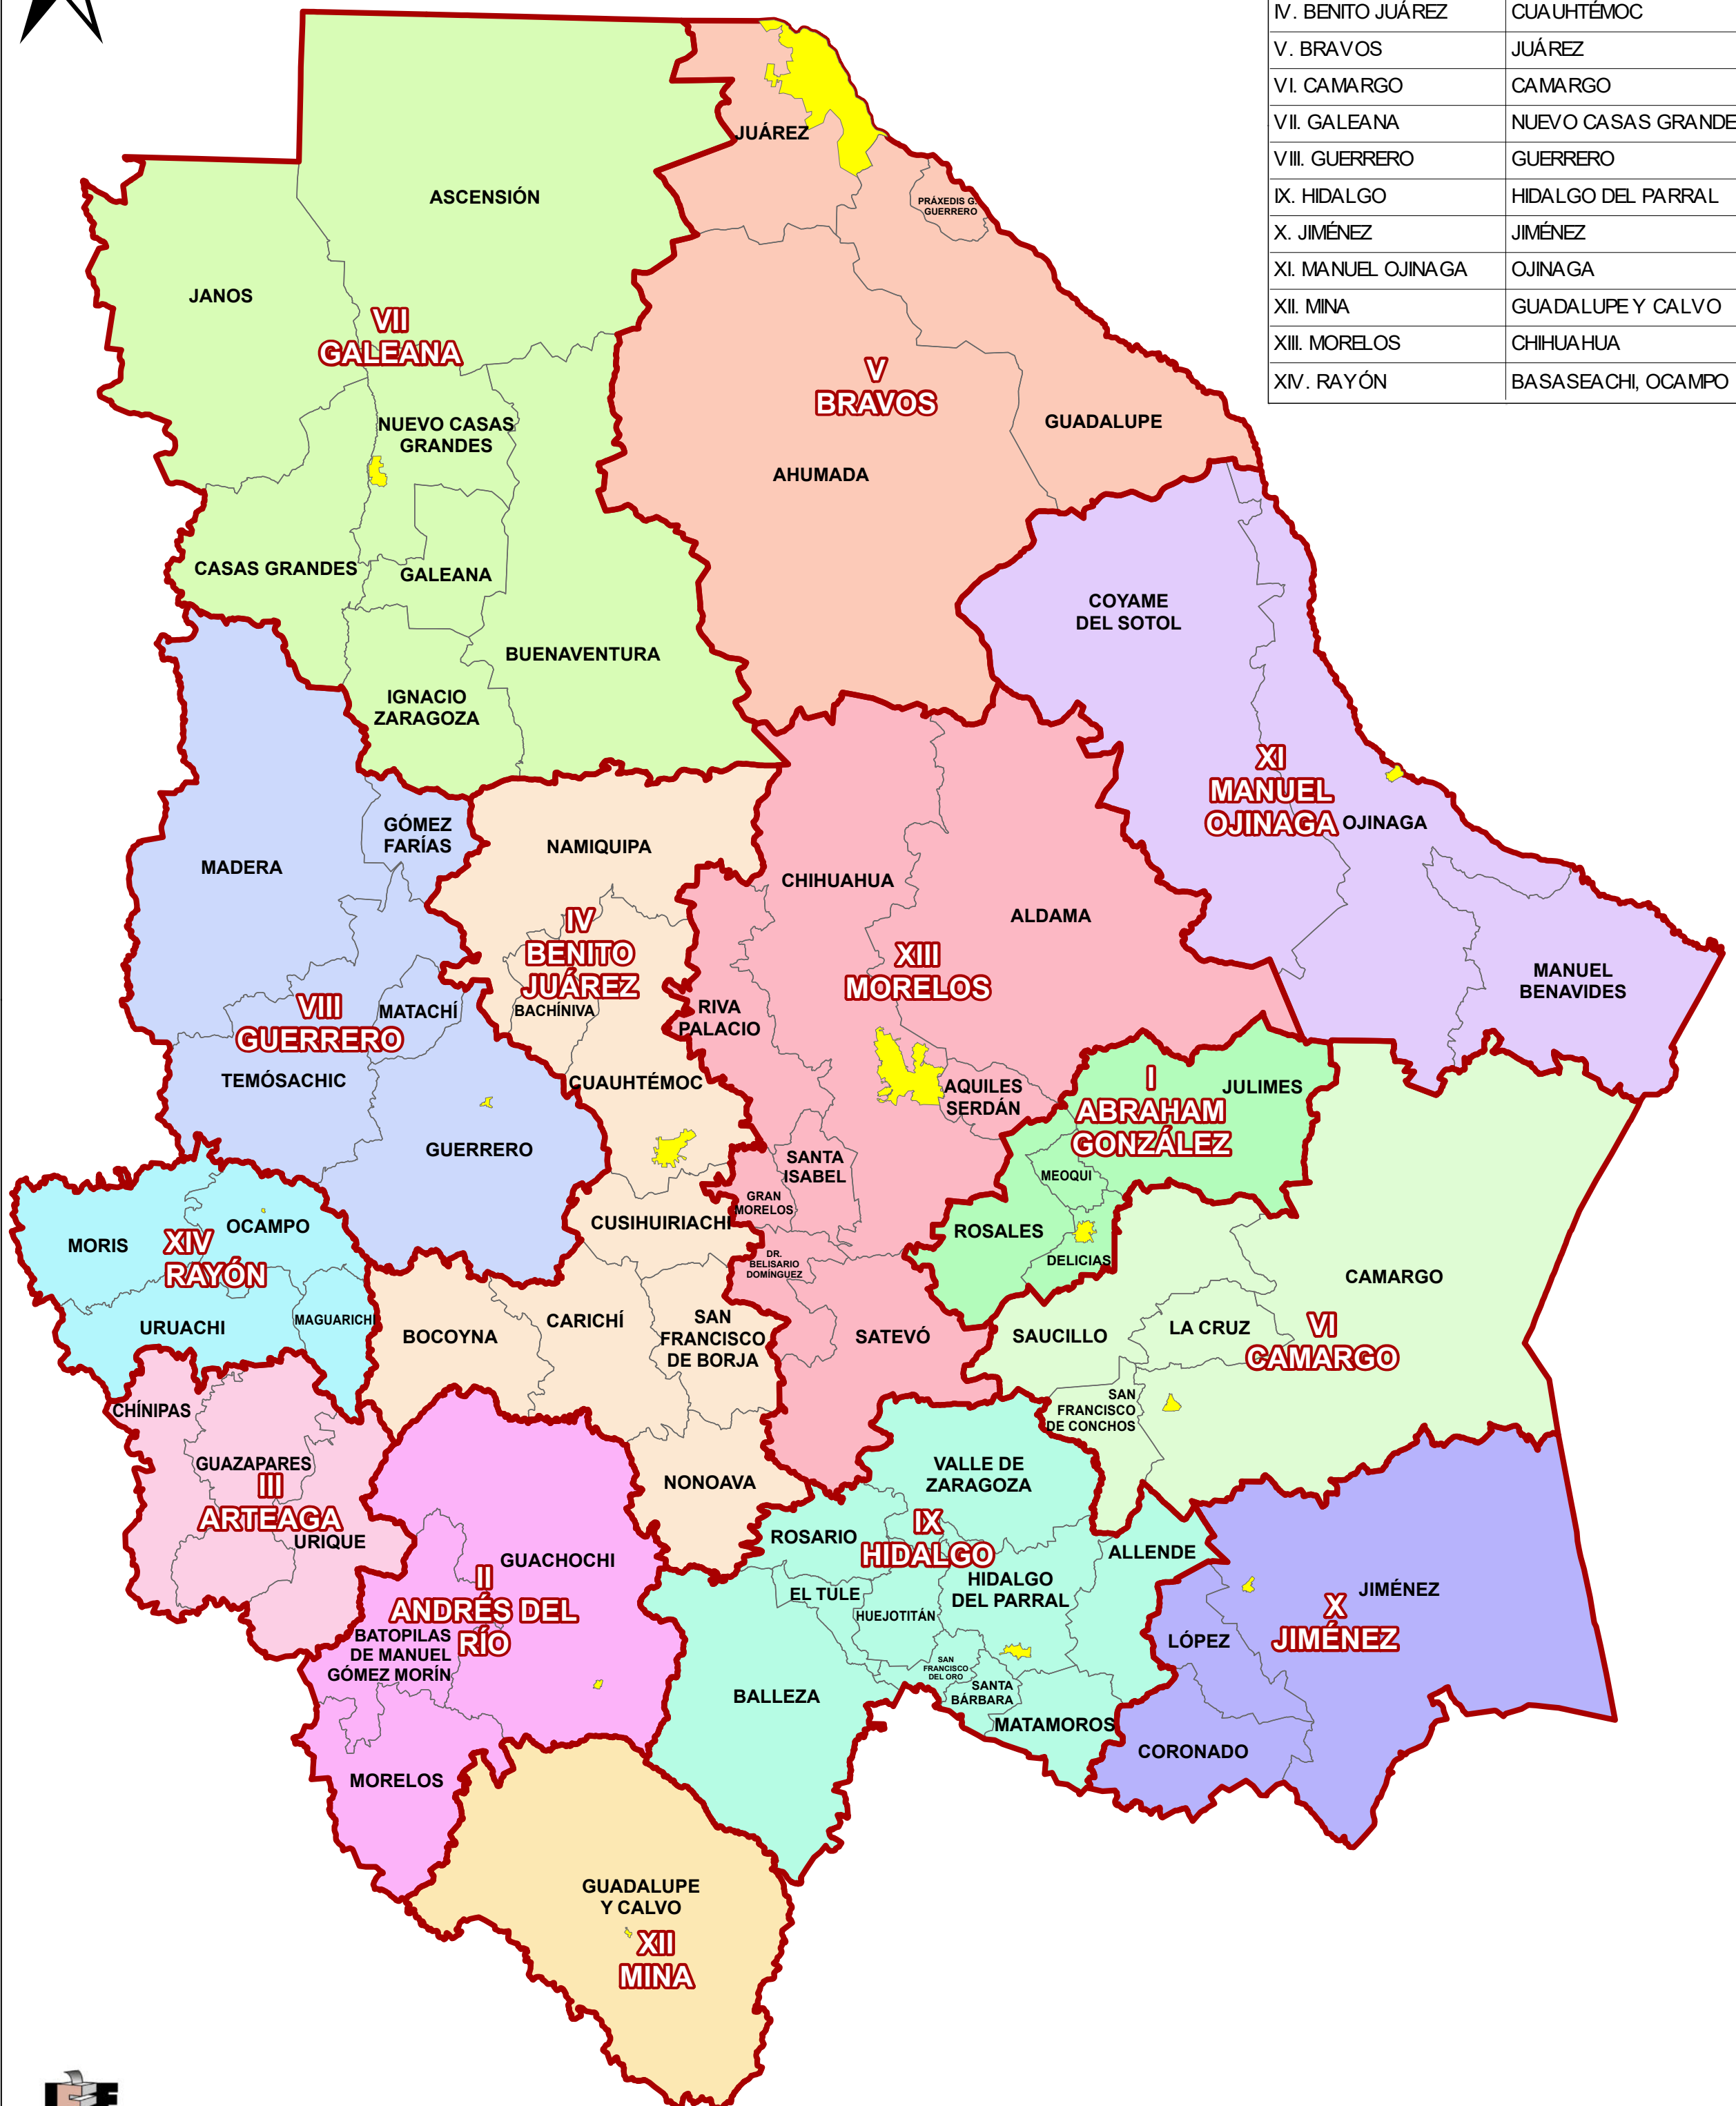 IV. BENITO JUÁREZ CUAUHTÉMOC
V. BRAVOS JUÁREZ
VI. CAMARGO CAMARGO
VII. GALEANA NUEVO CASAS GRANDE
VIII. GUERRERO GUERRERO
IX. HIDALGO HIDALGO DEL PARRAL
X. JIMÉNEZ JIMÉNEZ
XI. MANUEL OJINAGA OJINAGA
XII. MINA GUADALUPE Y CALVO
XIII. MORELOS CHIHUAHUA
XIV. RAYÓN BASASEACHI, OCAMPO
JUÁREZ
ASCENSIÓN
PRÁXEDIS G.
GUERRERO
JANOS
VII
GALEANA
V
BRAVOS
NUEVO CASAS
GRANDES
GUADALUPE
AHUMADA
CASAS GRANDES
GALEANA
COYAME
DEL SOTOL
BUENAVENTURA
IGNACIO
ZARAGOZA
XI
MANUEL
OJINAGA
OJINAGA
GÓMEZ
FARÍAS
NAMIQUIPA
MADERA
CHIHUAHUA
ALDAMA
IV
BENITO
JUÁREZ
XIII
MORELOS
MANUEL
BENAVIDES
VIII
GUERRERO
MATACHÍ
BACHÍNIVA
RIVA
PALACIO
TEMÓSACHIC
CUAUHTÉMOC
AQUILES
SERDÁN
I
ABRAHAM
GONZÁLEZ
JULIMES
GUERRERO
SANTA
ISABEL
MEOQUI
GRAN
MORELOS
OCAMPO
CUSIHUIRIACHI
ROSALES
MORIS
XIV
RAYÓN
DR.
BELISARIO
DOMÍNGUEZ
DELICIAS
CAMARGO
URUACHI
MAGUARICHI
BOCOYNA
CARICHÍ
SAN
FRANCISCO
DE BORJA
SATEVÓ
SAUCILLO
LA CRUZ
VI
CAMARGO
CHÍNIPAS
SAN
FRANCISCO
DE CONCHOS
GUAZAPARES
III
ARTEAGA
URIQUE
NONOAVA
VALLE DE
ZARAGOZA
ROSARIO
IX
HIDALGO
ALLENDE
GUACHOCHI
II
ANDRÉS DEL
RÍO
EL TULE
HUEJOTITÁN
HIDALGO
DEL PARRAL
JIMÉNEZ
X
JIMÉNEZ
BATOPILAS
DE MANUEL
GÓMEZ MORÍN
LÓPEZ
SAN
FRANCISCO
DEL ORO
SANTA
BÁRBARA
BALLEZA
MATAMOROS
CORONADO
MORELOS
GUADALUPE
Y CALVO
XII
MINA